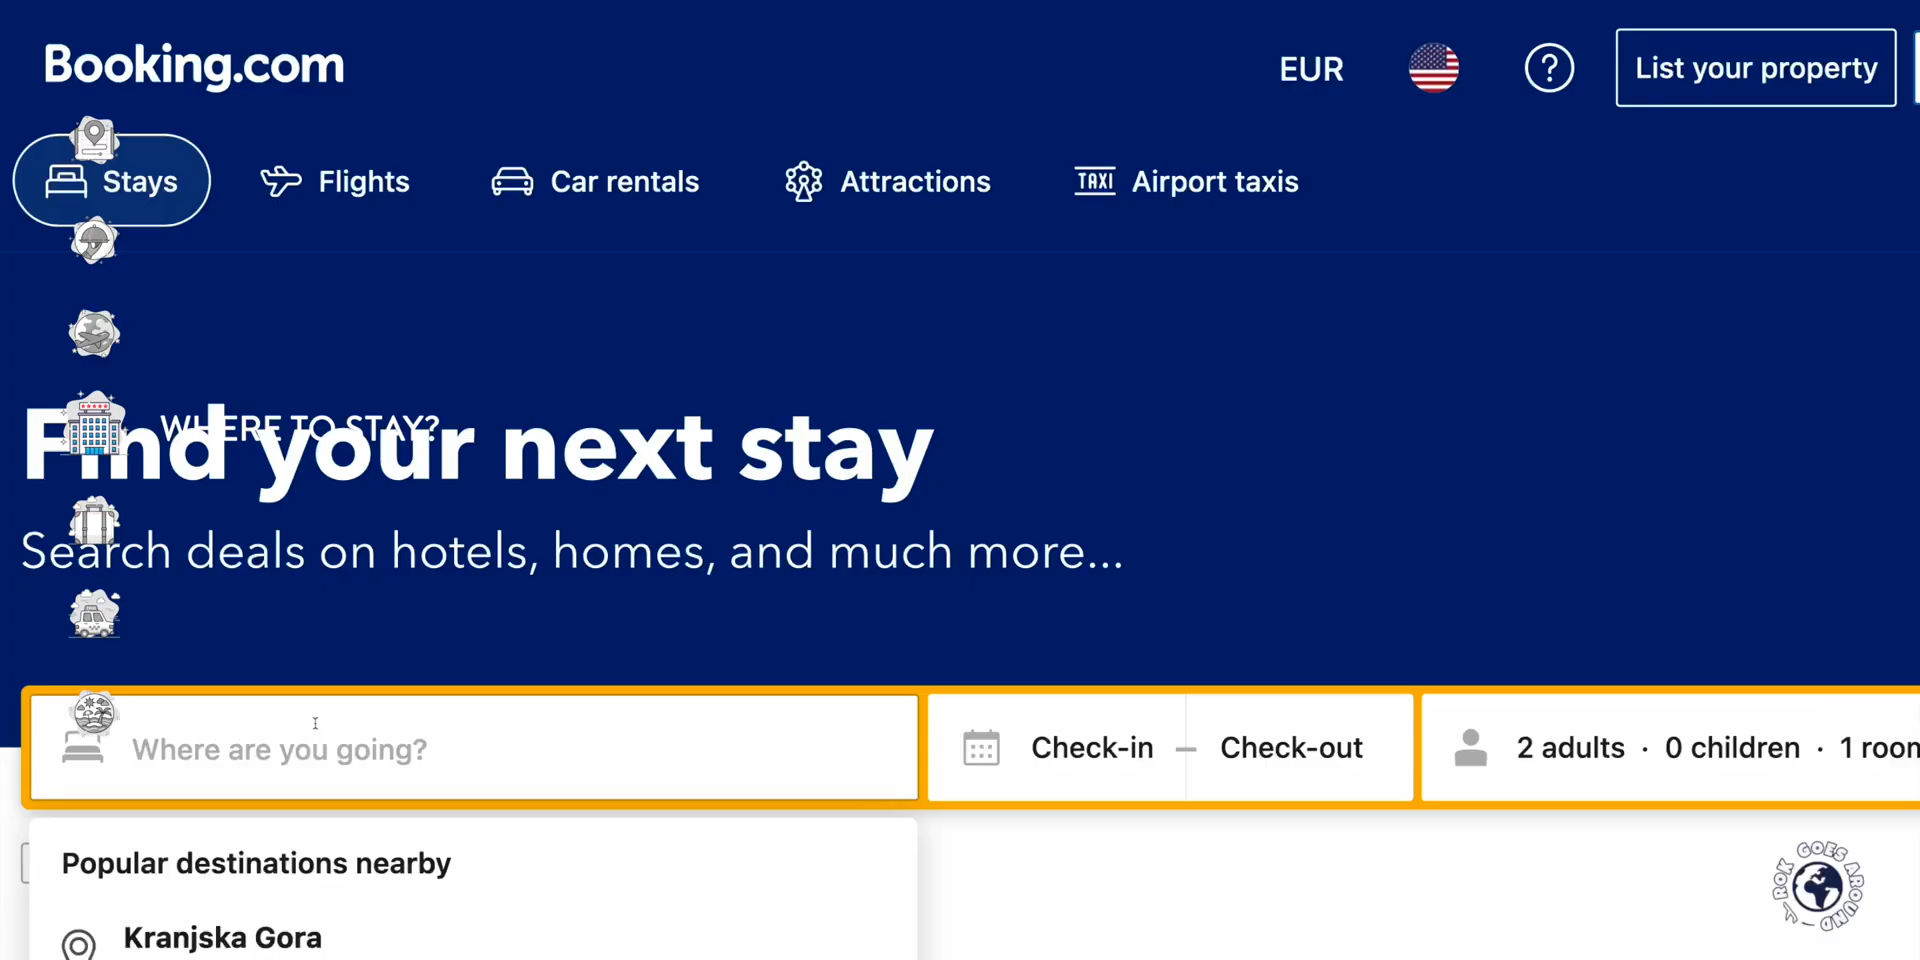 Booking.com
EUR
List your property
Stays
Flights
Car rentals
Attractions
TAXI
Airport taxis
WHERE TO STAY?
Find your next stay
Search deals on hotels, homes, and much more...
Where are you going?
Check-in — Check-out
2 adults · 0 children · 1 room
Popular destinations nearby
Kranjska Gora
ROK GOES AROUND